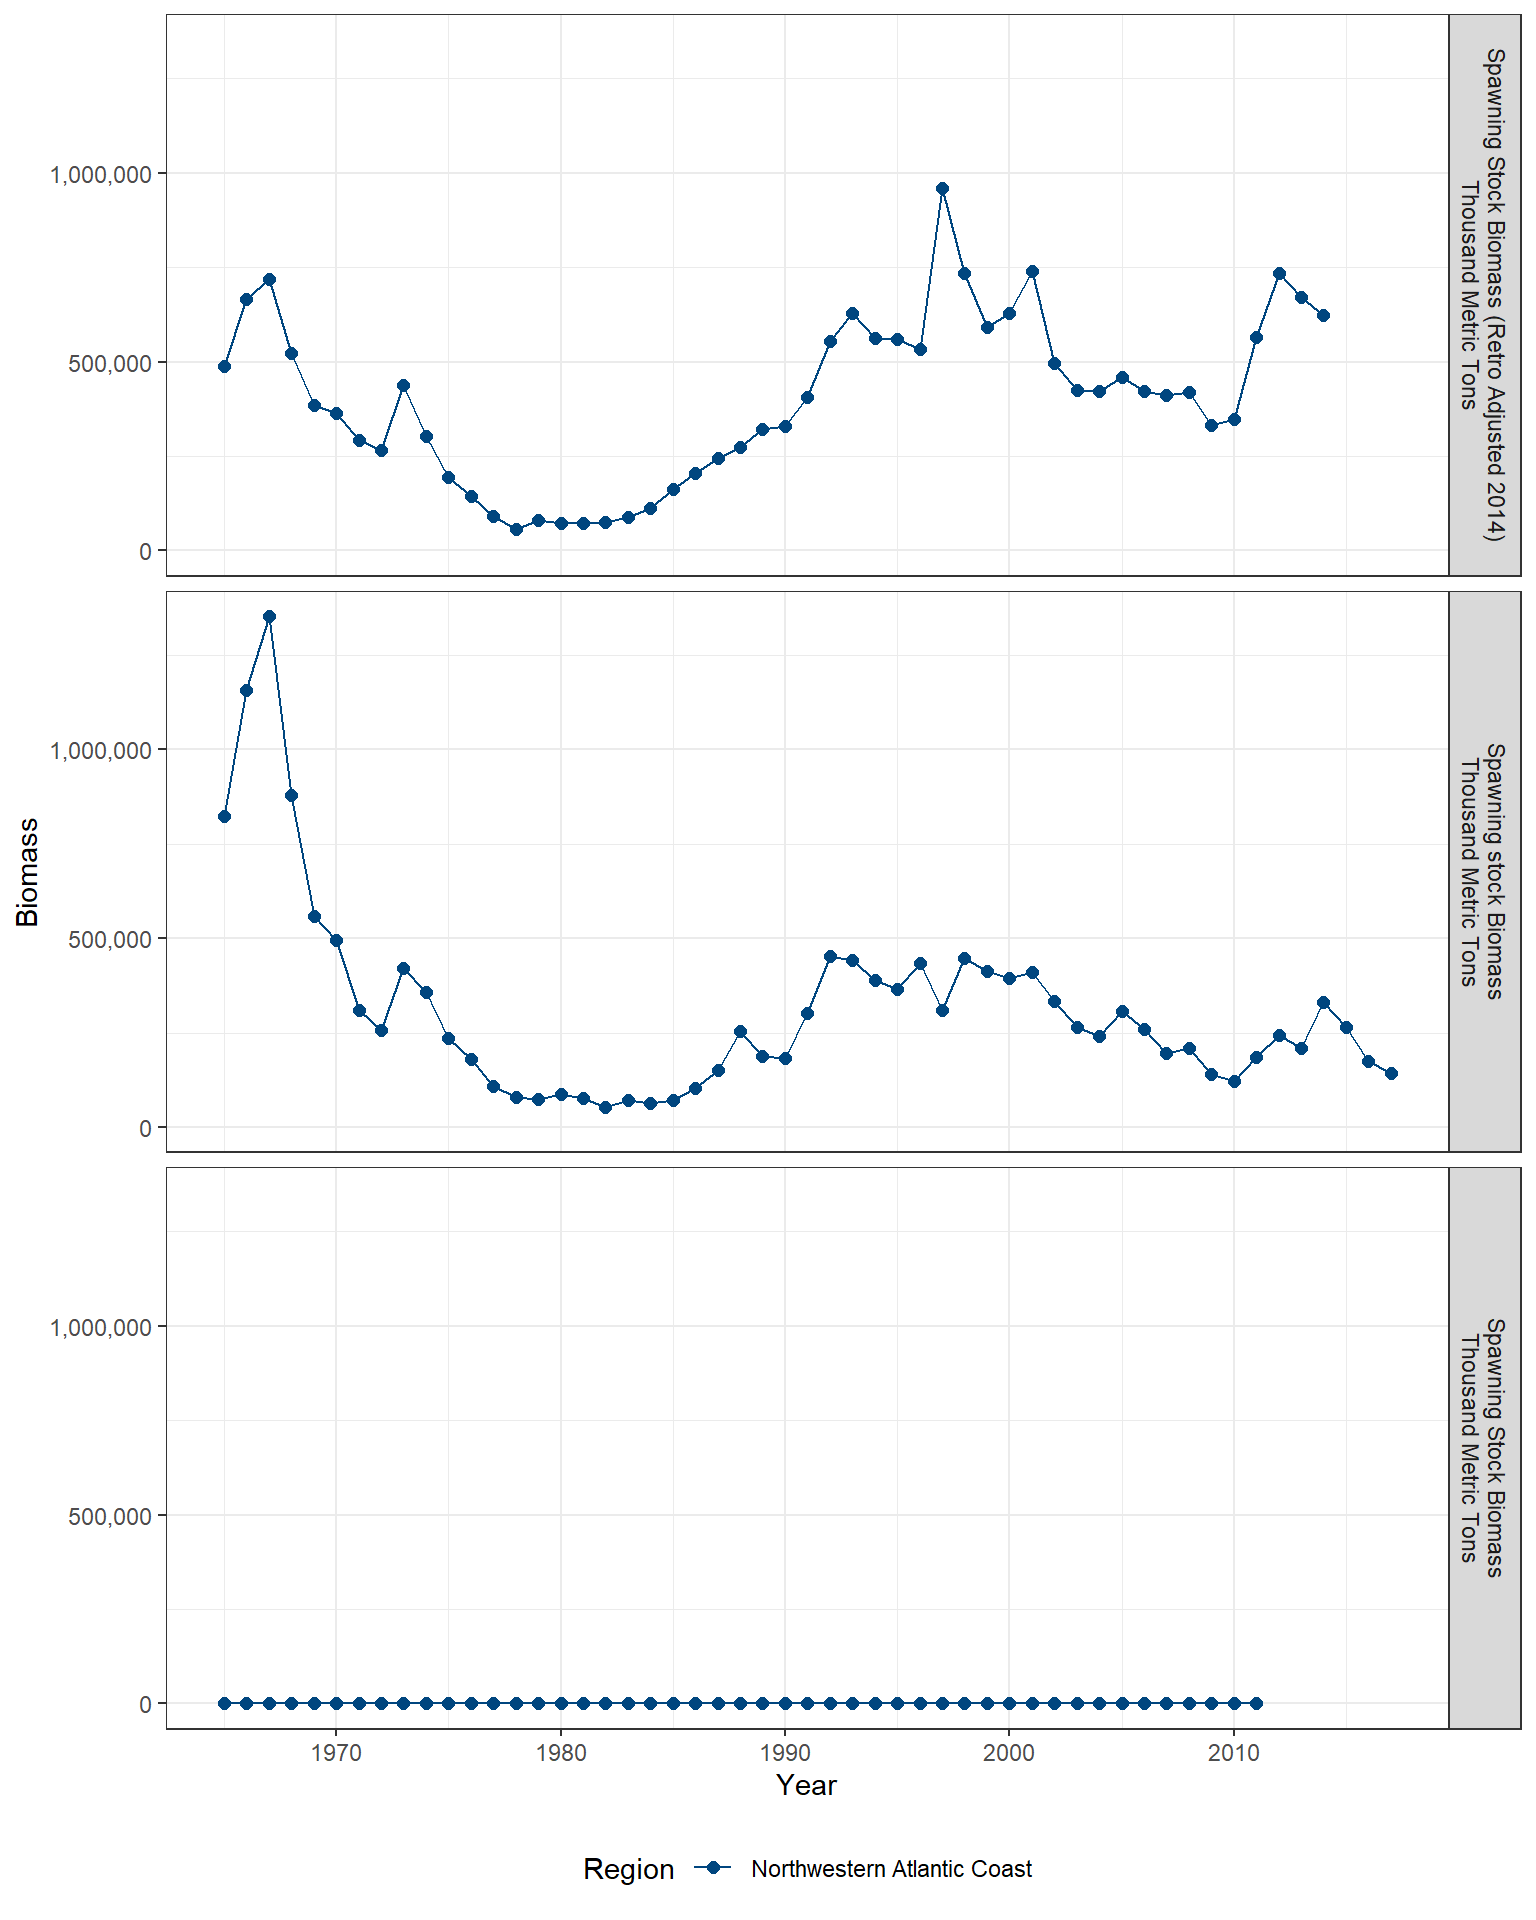 1,000,000
500,000
0
Spawning Stock Biomass (Retro Adjusted 2014)
Thousand Metric Tons
Biomass
1,000,000
500,000
0
Spawning stock Biomass
Thousand Metric Tons
1,000,000
500,000
0
Spawning Stock Biomass
Thousand Metric Tons
1970 1980 1990 2000 2010
Year
Region Northwestern Atlantic Coast